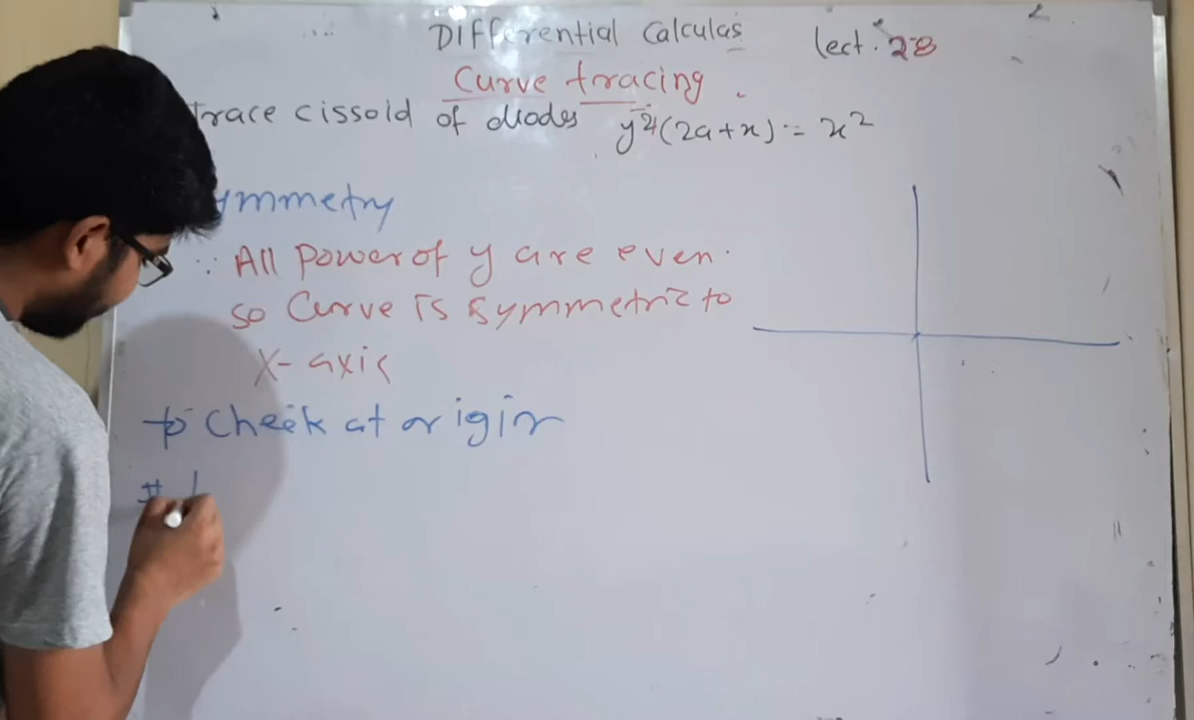 Differential Calculas lect. 28
Curve tracing
trace cissoid of diodes (2a+x) = x²
ymmetry
∵ All Power of y are even.
so Curve is symmetric to
X-axis
Check at origin
#